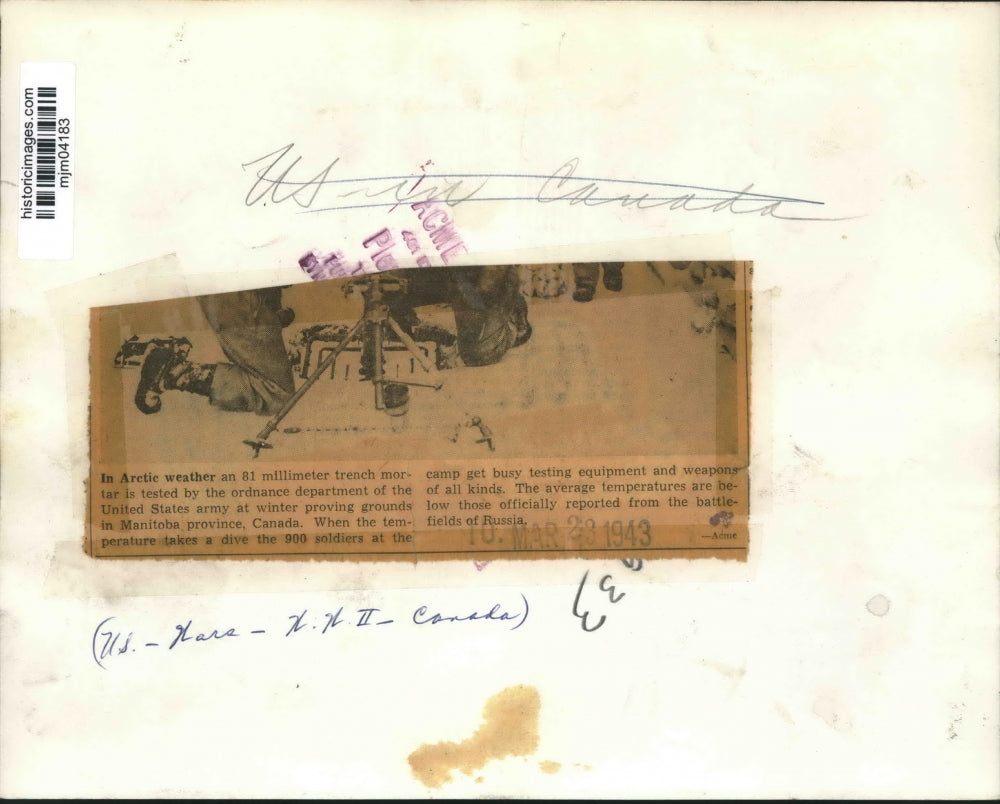 historicimages.com
mjm04183
US - in Canada
ACME
In Arctic weather an 81 millimeter trench mor-
tar is tested by the ordnance department of the
United States army at winter proving grounds
in Manitoba province, Canada. When the tem-
perature takes a dive the 900 soldiers at the
camp get busy testing equipment and weapons
of all kinds. The average temperatures are be-
low those officially reported from the battle-
fields of Russia.
—Acme
MAR 23 1943
(US. - Wars - W.W. II - Canada)